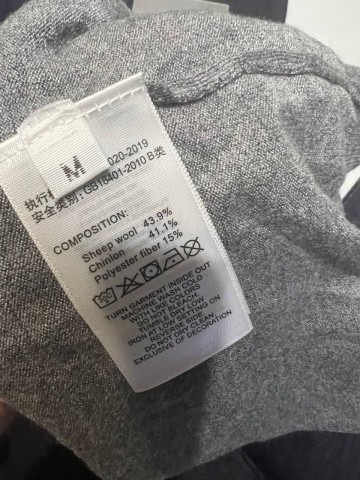 M
执行 020-2019
安全类别: GB18401-2010 B类
COMPOSITION:
Sheep wool 43.9%
Chinlon 41.1%
Polyester fiber 15%
TURN GARMENT INSIDE OUT
MACHINE WASH COLD
WITH LIKE COLORS
DO NOT BLEACH
TUMBLE DRY LOW
IRON AT LOW SETTING ON
REVERSE SIDE
DO NOT DRY CLEAN
EXCLUSIVE OF DECORATION